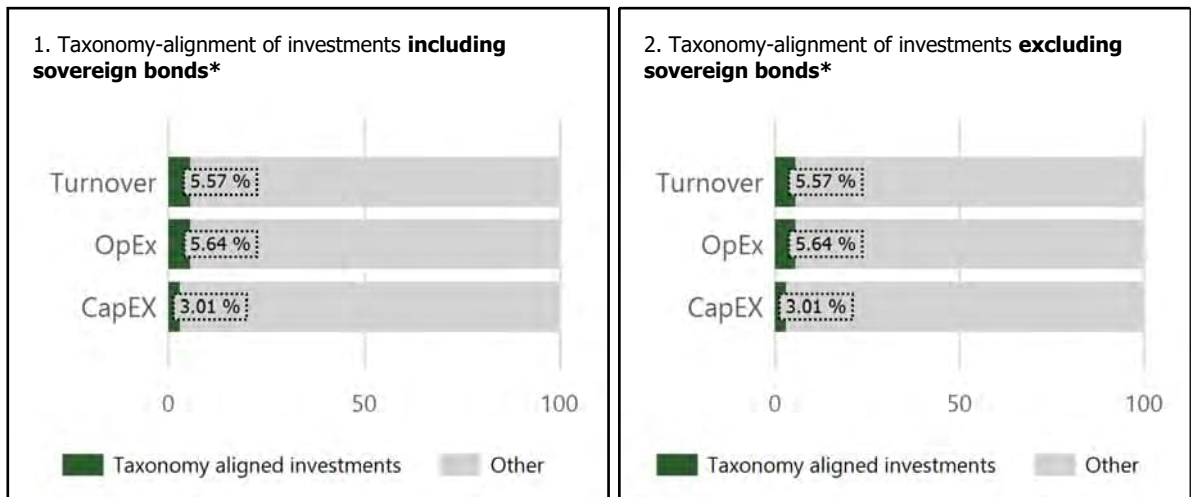 1. Taxonomy-alignment of investments including
sovereign bonds*
Turnover
5.57 %
OpEx
5.64 %
CapEX
3.01 %
0 50 100
Taxonomy aligned investments Other
2. Taxonomy-alignment of investments excluding
sovereign bonds*
Turnover
5.57 %
OpEx
5.64 %
CapEX
3.01 %
0 50 100
Taxonomy aligned investments Other